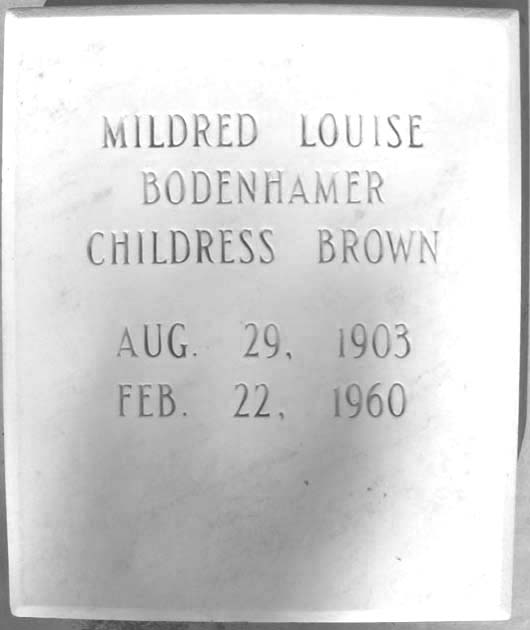 MILDRED LOUISE
BODENHAMER
CHILDRESS BROWN
AUG. 29, 1903
FEB. 22, 1960